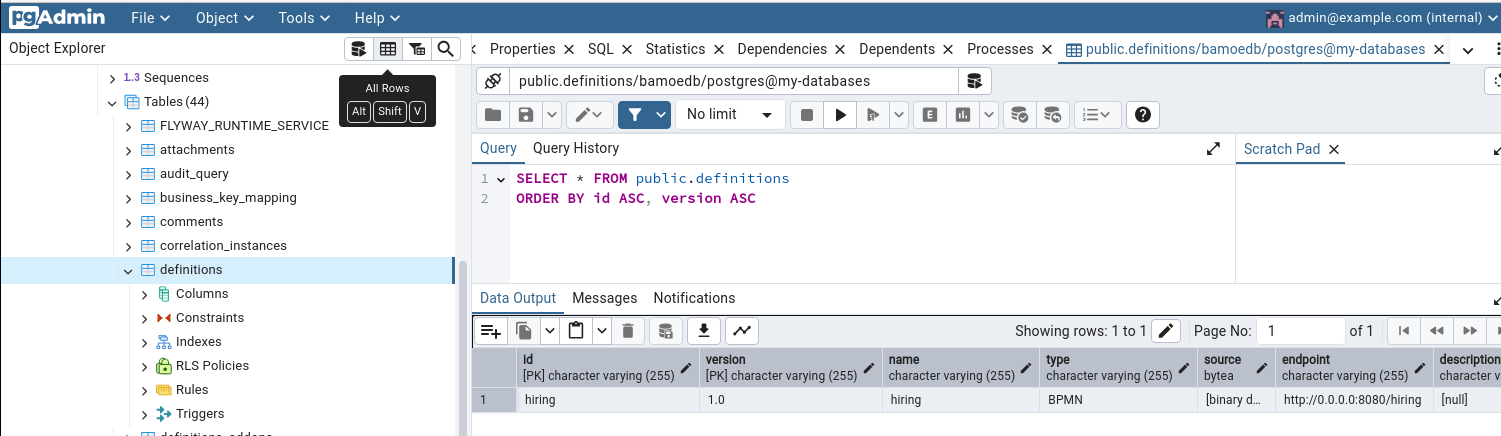 pgAdmin File Object Tools Help admin@example.com (internal)
Object Explorer
Properties SQL Statistics Dependencies Dependents Processes public.definitions/bamoedb/postgres@my-databases
1.3 Sequences
Tables (44)
FLYWAY_RUNTIME_SERVICE
attachments
audit_query
business_key_mapping
comments
correlation_instances
definitions
Columns
Constraints
Indexes
RLS Policies
Rules
Triggers
definitions_addons
All Rows
Alt Shift V
public.definitions/bamoedb/postgres@my-databases
No limit
E
Query Query History
Scratch Pad
1 SELECT * FROM public.definitions
2 ORDER BY id ASC, version ASC
Data Output Messages Notifications
Showing rows: 1 to 1 Page No: 1 of 1
id version name type source endpoint description
[PK] character varying (255) [PK] character varying (255) character varying (255) character varying (255) bytea character varying (255) character v
1 hiring 1.0 hiring BPMN [binary d… http://0.0.0.0:8080/hiring [null]